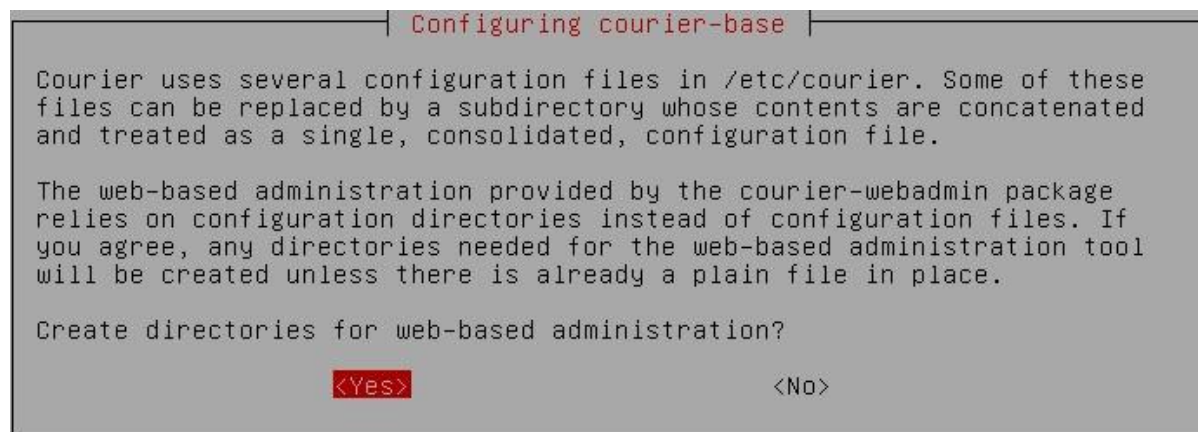 Configuring courier-base
Courier uses several configuration files in /etc/courier. Some of these
files can be replaced by a subdirectory whose contents are concatenated
and treated as a single, consolidated, configuration file.
The web-based administration provided by the courier-webadmin package
relies on configuration directories instead of configuration files. If
you agree, any directories needed for the web-based administration tool
will be created unless there is already a plain file in place.
Create directories for web-based administration?
<Yes> <No>